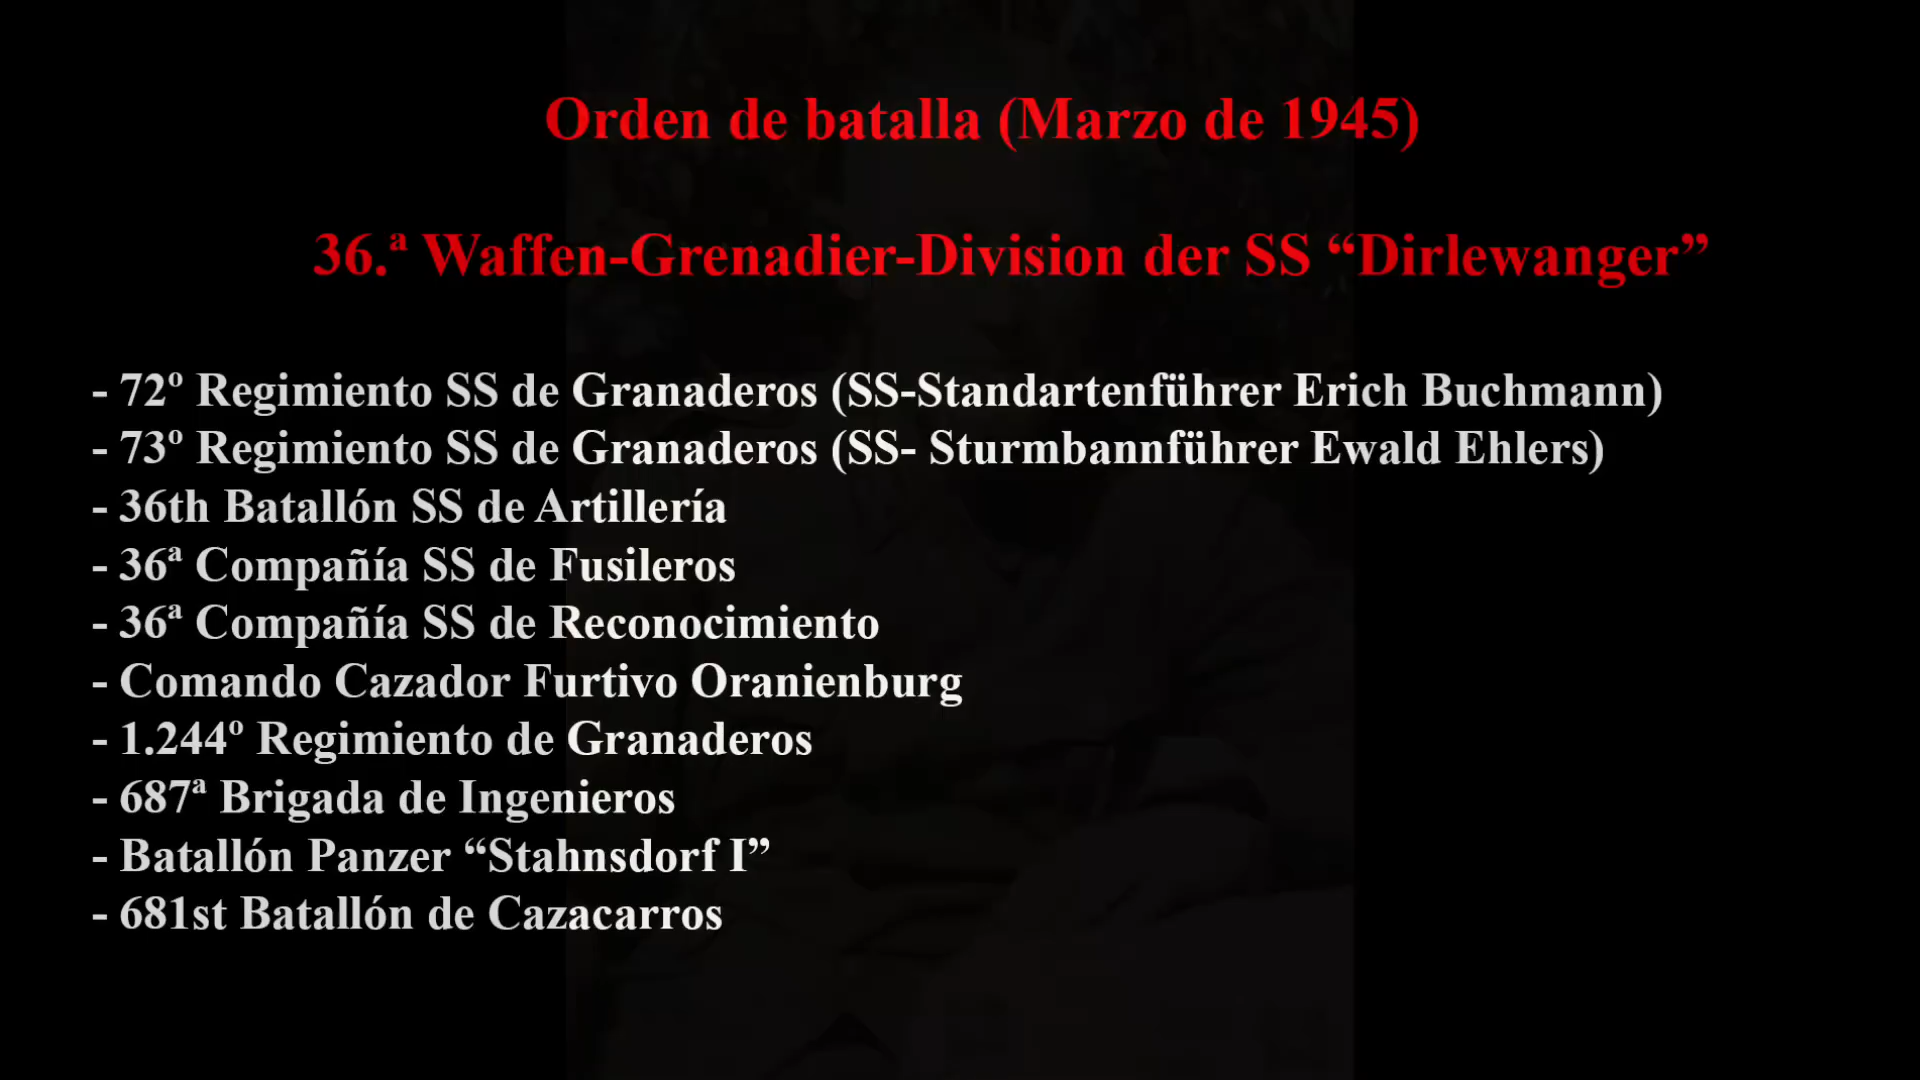 Orden de batalla (Marzo de 1945)
36.ª Waffen-Grenadier-Division der SS “Dirlewanger”
- 72º Regimiento SS de Granaderos (SS-Standartenführer Erich Buchmann)
- 73º Regimiento SS de Granaderos (SS- Sturmbannführer Ewald Ehlers)
- 36th Batallón SS de Artillería
- 36ª Compañía SS de Fusileros
- 36ª Compañía SS de Reconocimiento
- Comando Cazador Furtivo Oranienburg
- 1.244º Regimiento de Granaderos
- 687ª Brigada de Ingenieros
- Batallón Panzer “Stahnsdorf I”
- 681st Batallón de Cazacarros